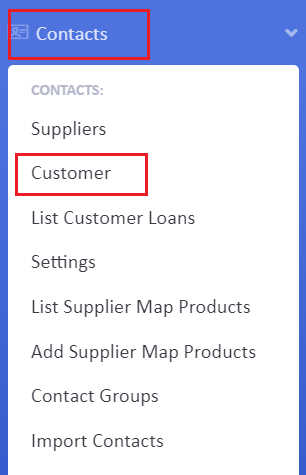 Contacts
CONTACTS:
Suppliers
Customer
List Customer Loans
Settings
List Supplier Map Products
Add Supplier Map Products
Contact Groups
Import Contacts